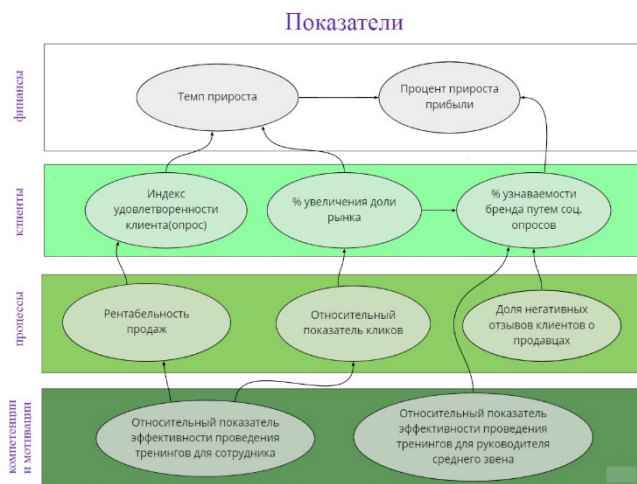 Показатели
финансы
Темп прироста
Процент прироста
прибыли
клиенты
Индекс
удовлетворенности
клиента(опрос)
% увеличения доли
рынка
% узнаваемости
бренда путем соц.
опросов
процессы
Рентабельность
продаж
Относительный
показатель кликов
Доля негативных
отзывов клиентов о
продавцах
компетенции
и мотивации
Относительный показатель
эффективности проведения
тренингов для сотрудника
Относительный показатель
эффективности проведения
тренингов для руководителя
среднего звена